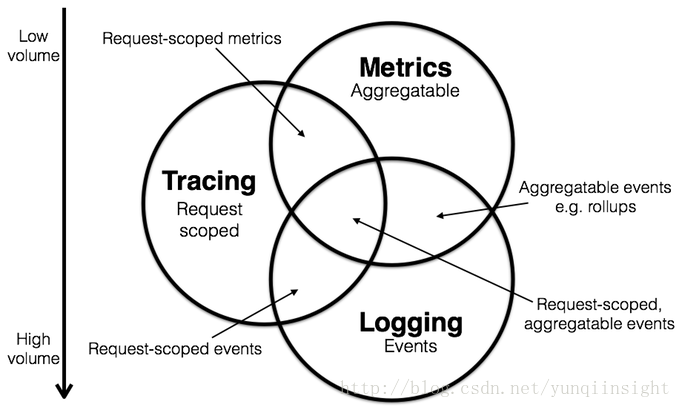 Low
volume
Request-scoped metrics
Metrics
Aggregatable
Tracing
Request
scoped
Aggregatable events
e.g. rollups
Request-scoped,
aggregatable events
Logging
Events
Request-scoped events
High
volume
http://blog.csdn.net/yunqiinsight